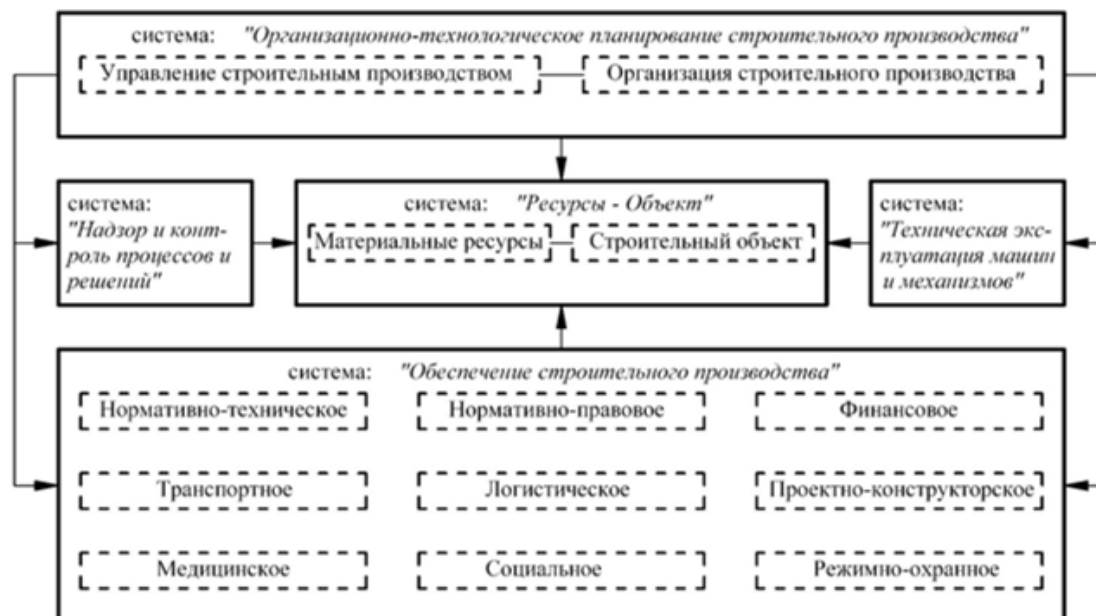 система: "Организационно-технологическое планирование строительного производства"
Управление строительным производством
Организация строительного производства
система:
"Надзор и конт-
роль процессов и
решений"
система: "Ресурсы - Объект"
Материальные ресурсы
Строительный объект
система:
"Техническая экс-
плуатация машин
и механизмов"
система: "Обеспечение строительного производства"
Нормативно-техническое
Нормативно-правовое
Финансовое
Транспортное
Логистическое
Проектно-конструкторское
Медицинское
Социальное
Режимно-охранное